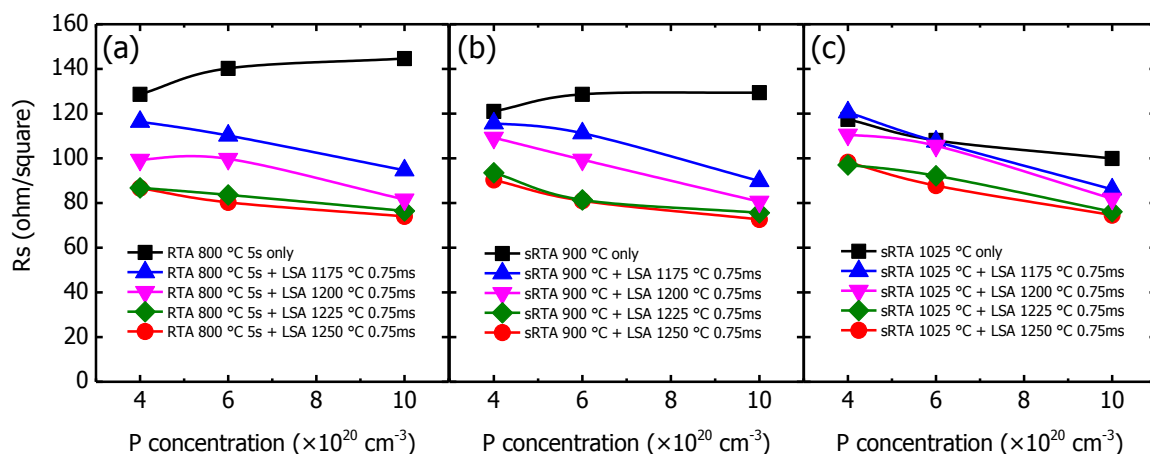 Rs (ohm/square)
160
140
120
100
80
60
40
20
0
(a)
RTA 800 °C 5s only
RTA 800 °C 5s + LSA 1175 °C 0.75ms
RTA 800 °C 5s + LSA 1200 °C 0.75ms
RTA 800 °C 5s + LSA 1225 °C 0.75ms
RTA 800 °C 5s + LSA 1250 °C 0.75ms
4 6 8 10
P concentration (×10²⁰ cm⁻³)
(b)
sRTA 900 °C only
sRTA 900 °C + LSA 1175 °C 0.75ms
sRTA 900 °C + LSA 1200 °C 0.75ms
sRTA 900 °C + LSA 1225 °C 0.75ms
sRTA 900 °C + LSA 1250 °C 0.75ms
4 6 8 10
P concentration (×10²⁰ cm⁻³)
(c)
sRTA 1025 °C only
sRTA 1025 °C + LSA 1175 °C 0.75ms
sRTA 1025 °C + LSA 1200 °C 0.75ms
sRTA 1025 °C + LSA 1225 °C 0.75ms
sRTA 1025 °C + LSA 1250 °C 0.75ms
4 6 8 10
P concentration (×10²⁰ cm⁻³)